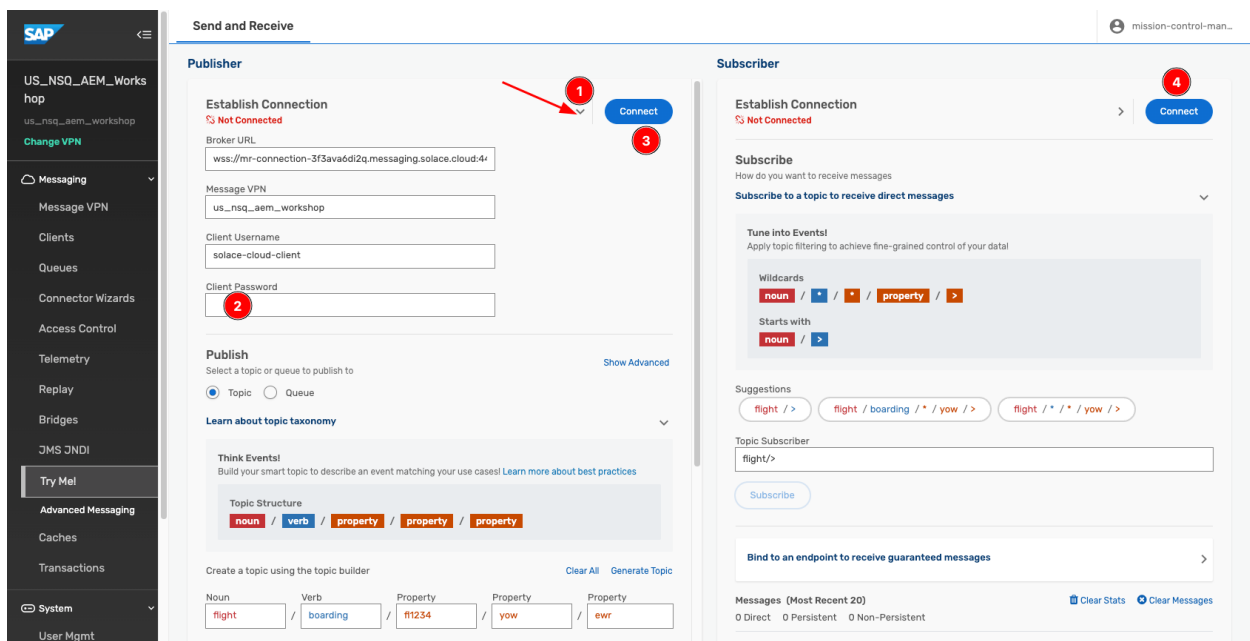 SAP
US_NSQ_AEM_Works
hop
us_nsq_aem_workshop
Change VPN
Messaging
Message VPN
Clients
Queues
Connector Wizards
Access Control
Telemetry
Replay
Bridges
JMS JNDI
Try Me!
Advanced Messaging
Caches
Transactions
System
User Mgmt
Send and Receive
mission-control-man...
Publisher
Establish Connection
Not Connected
1
Connect
3
Broker URL
wss://mr-connection-3f3ava6di2q.messaging.solace.cloud:44
Message VPN
us_nsq_aem_workshop
Client Username
solace-cloud-client
Client Password
2
Publish
Show Advanced
Select a topic or queue to publish to
Topic Queue
Learn about topic taxonomy
Think Events!
Build your smart topic to describe an event matching your use cases! Learn more about best practices
Topic Structure
noun / verb / property / property / property
Create a topic using the topic builder Clear All Generate Topic
Noun Verb Property Property Property
flight / boarding / fl1234 / yow / ewr
Subscriber
4
Establish Connection
Not Connected
Connect
Subscribe
How do you want to receive messages
Subscribe to a topic to receive direct messages
Tune into Events!
Apply topic filtering to achieve fine-grained control of your data!
Wildcards
noun / * / * / property / >
Starts with
noun / >
Suggestions
flight / > flight / boarding / * / yow / > flight / * / * / yow / >
Topic Subscriber
flight/>
Subscribe
Bind to an endpoint to receive guaranteed messages
Messages (Most Recent 20) Clear Stats Clear Messages
0 Direct 0 Persistent 0 Non-Persistent